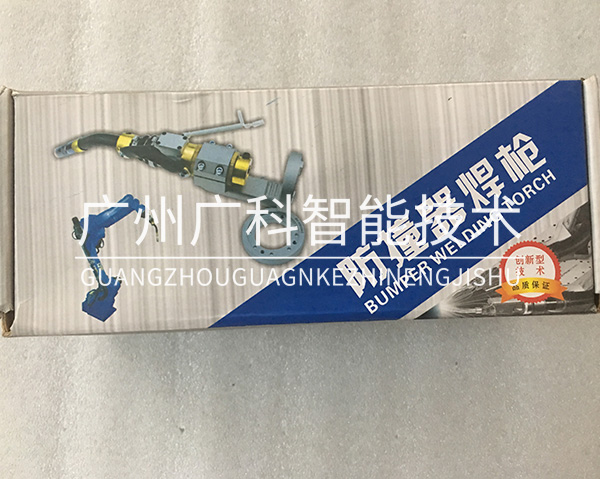 广州广科智能技术
GUANGZHOUGUAGNKEZHINENGJISHU
防撞器焊枪
BUMPER WELDING TORCH
创新型
技术
品质保证